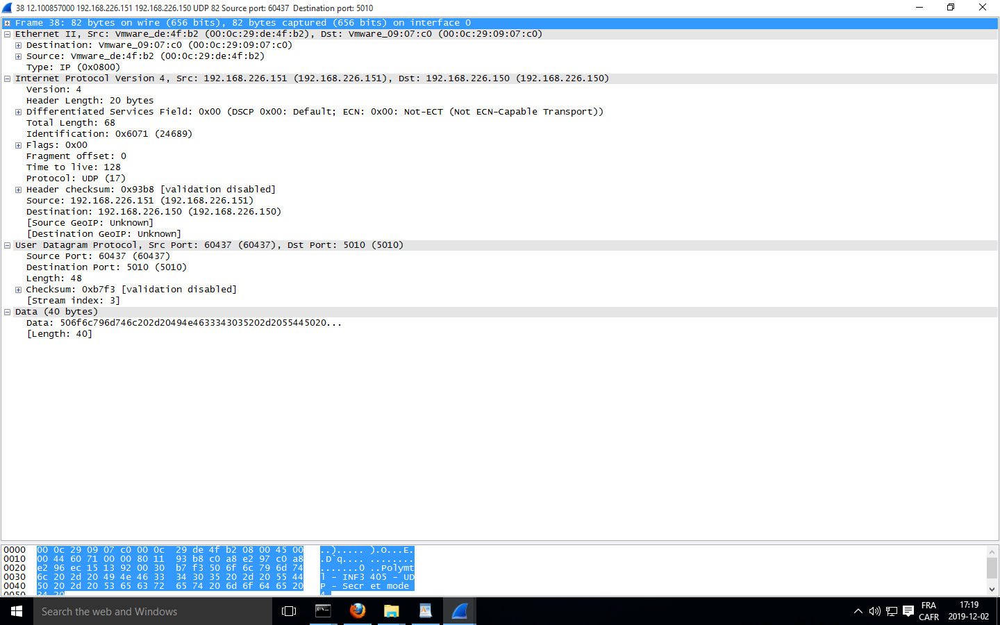 38 12.100857000 192.168.226.151 192.168.226.150 UDP 82 Source port: 60437  Destination port: 5010
Frame 38: 82 bytes on wire (656 bits), 82 bytes captured (656 bits) on interface 0
Ethernet II, Src: Vmware_de:4f:b2 (00:0c:29:de:4f:b2), Dst: Vmware_09:07:c0 (00:0c:29:09:07:c0)
Destination: Vmware_09:07:c0 (00:0c:29:09:07:c0)
Source: Vmware_de:4f:b2 (00:0c:29:de:4f:b2)
Type: IP (0x0800)
Internet Protocol Version 4, Src: 192.168.226.151 (192.168.226.151), Dst: 192.168.226.150 (192.168.226.150)
Version: 4
Header Length: 20 bytes
Differentiated Services Field: 0x00 (DSCP 0x00: Default; ECN: 0x00: Not-ECT (Not ECN-Capable Transport))
Total Length: 68
Identification: 0x6071 (24689)
Flags: 0x00
Fragment offset: 0
Time to live: 128
Protocol: UDP (17)
Header checksum: 0x93b8 [validation disabled]
Source: 192.168.226.151 (192.168.226.151)
Destination: 192.168.226.150 (192.168.226.150)
[Source GeoIP: Unknown]
[Destination GeoIP: Unknown]
User Datagram Protocol, Src Port: 60437 (60437), Dst Port: 5010 (5010)
Source Port: 60437 (60437)
Destination Port: 5010 (5010)
Length: 48
Checksum: 0xb7f3 [validation disabled]
[Stream index: 3]
Data (40 bytes)
Data: 506f6c796d746c202d20494e4633343035202d2055445020...
[Length: 40]
0000 00 0c 29 09 07 c0 00 0c 29 de 4f b2 08 00 45 00 ..)..... ).O...E.
0010 00 44 60 71 00 00 80 11 93 b8 c0 a8 e2 97 c0 a8 .D`q.... ........
0020 e2 96 ec 15 13 92 00 30 b7 f3 50 6f 6c 79 6d 74 .......0 ..Polymt
0030 6c 20 2d 20 49 4e 46 33 34 30 35 20 2d 20 55 44 l - INF3 405 - UD
0040 50 20 2d 20 53 65 63 72 65 74 20 6d 6f 64 65 20 P - Secr et mode
0050 34 20 4
Search the web and Windows
FRA 17:19
CAFR 2019-12-02